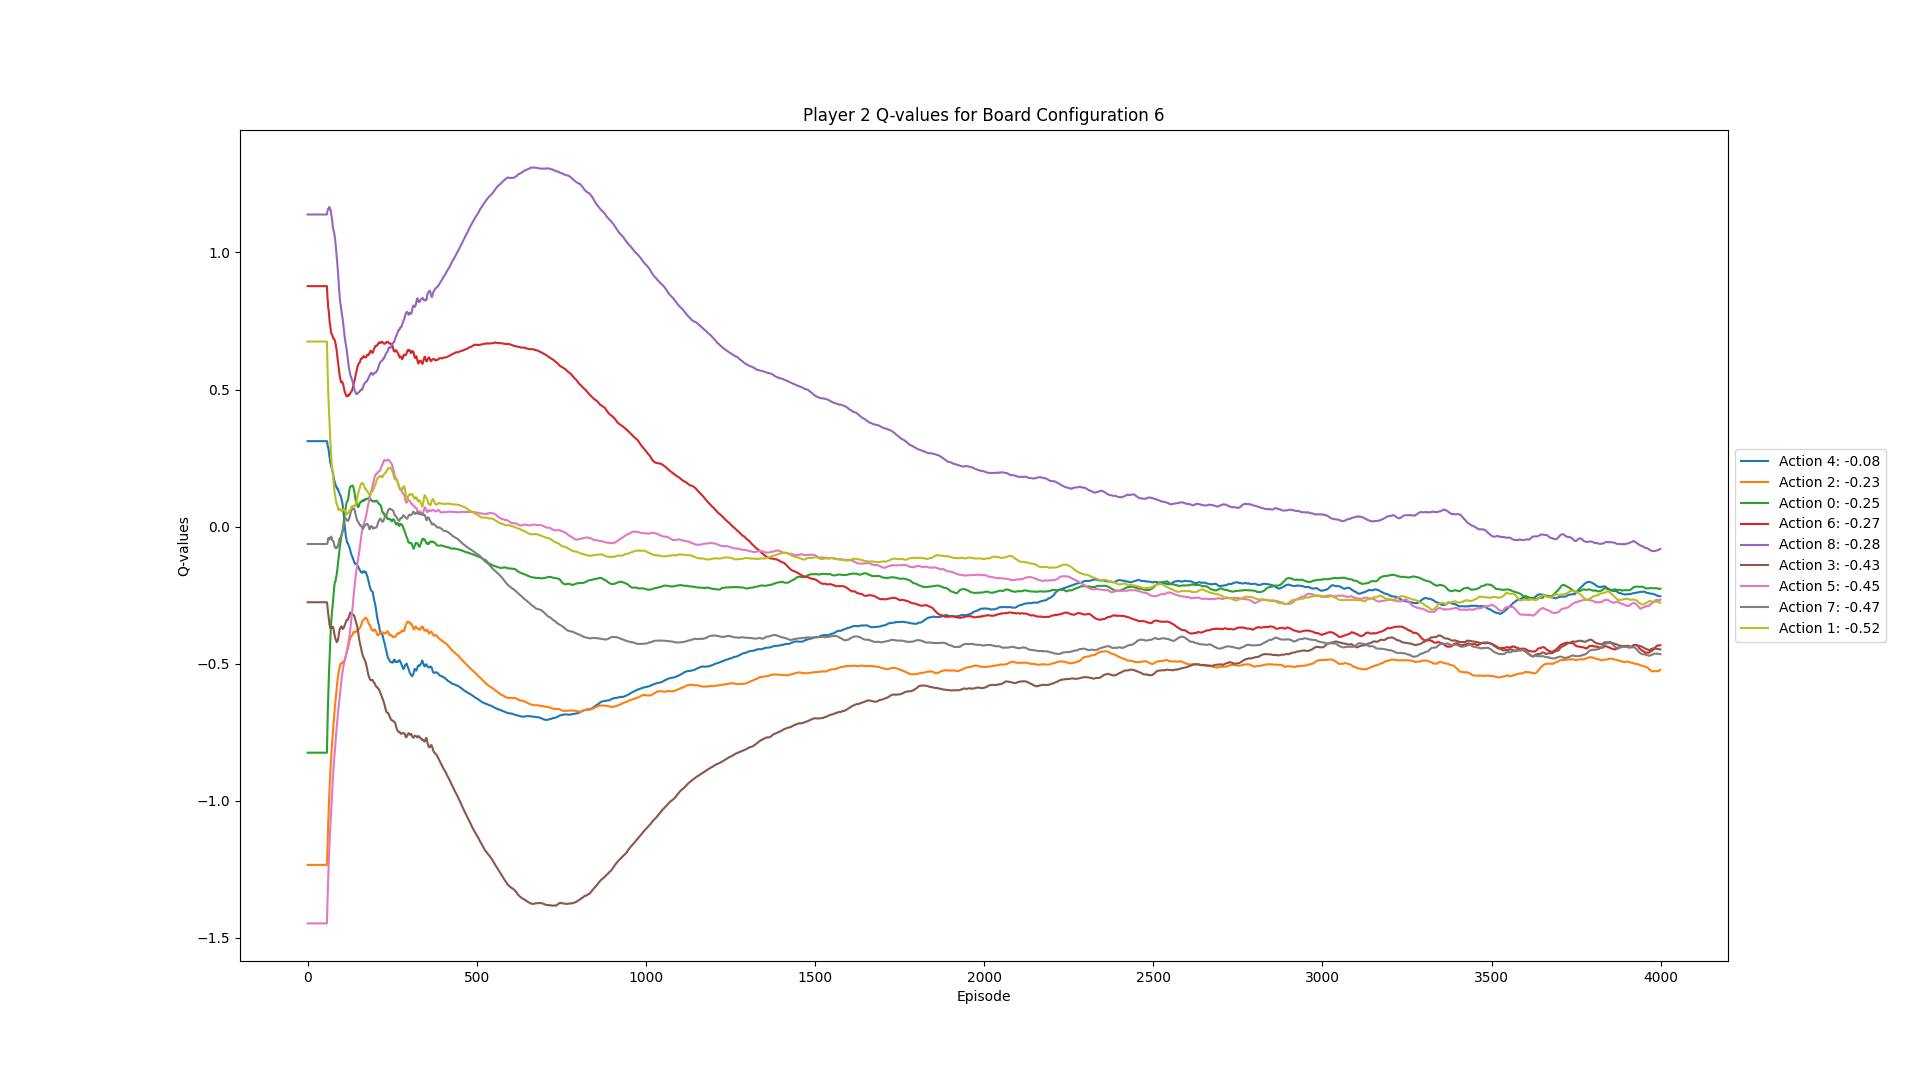 Player 2 Q-values for Board Configuration 6
Q-values
1.0
0.5
0.0
−0.5
−1.0
−1.5
0
500
1000
1500
2000
2500
3000
3500
4000
Episode
Action 4: -0.08
Action 2: -0.23
Action 0: -0.25
Action 6: -0.27
Action 8: -0.28
Action 3: -0.43
Action 5: -0.45
Action 7: -0.47
Action 1: -0.52